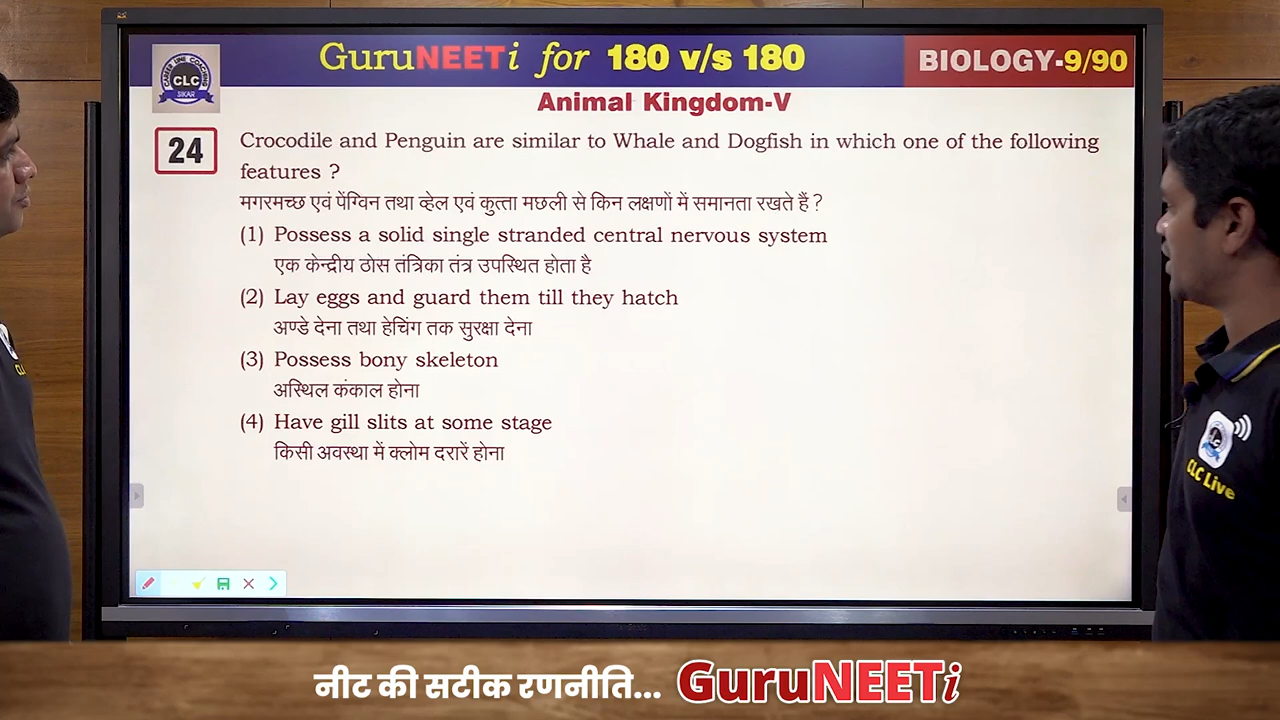 GuruNEETi for 180 v/s 180
BIOLOGY-9/90
CAREER LINE COACHING
CLC
SIKAR
Animal Kingdom-V
24
Crocodile and Penguin are similar to Whale and Dogfish in which one of the following
features ?
मगरमच्छ एवं पेंग्विन तथा व्हेल एवं कुत्ता मछली से किन लक्षणों में समानता रखते हैं ?
(1) Possess a solid single stranded central nervous system
एक केन्द्रीय ठोस तंत्रिका तंत्र उपस्थित होता है
(2) Lay eggs and guard them till they hatch
अण्डे देना तथा हेचिंग तक सुरक्षा देना
(3) Possess bony skeleton
अस्थिल कंकाल होना
(4) Have gill slits at some stage
किसी अवस्था में क्लोम दरारें होना
CLC Live
नीट की सटीक रणनीति... GuruNEETi